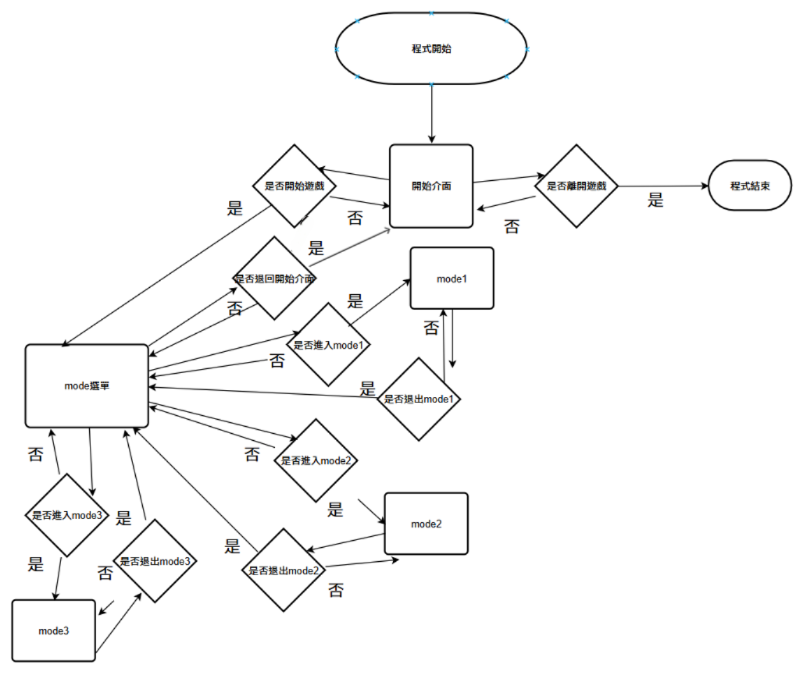 程式開始
是否開始遊戲
開始介面
是否離開遊戲
程式結束
是
否
否
是
是
是否退回開始介面
否
mode1
是
是否進入mode1
否
否
mode選單
是
是否退出mode1
否
是否進入mode2
否
是否進入mode3
是
是
mode2
是
是否退出mode3
是
否
是否退出mode2
否
mode3